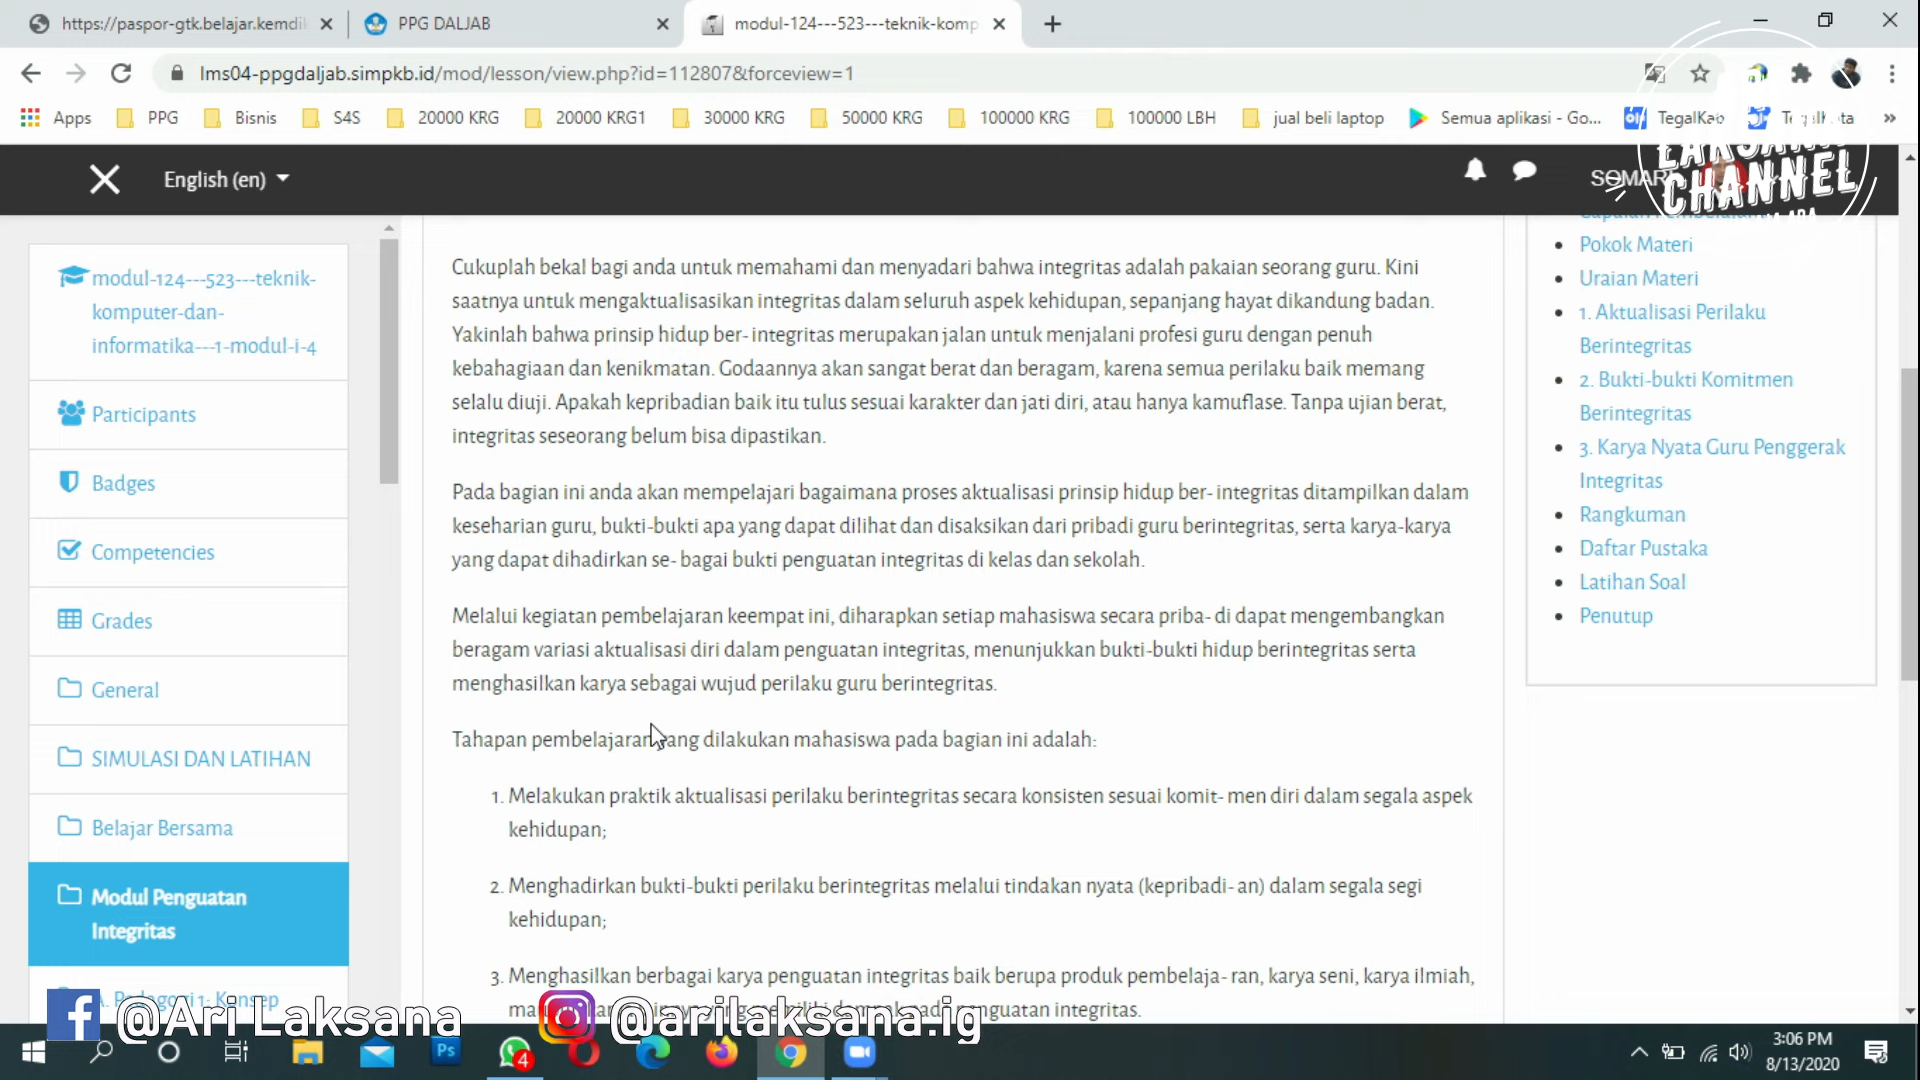 https://paspor-gtk.belajar.kemdi
PPG DALJAB
modul-124---523---teknik-komp
lms04-ppgdaljab.simpkb.id/mod/lesson/view.php?id=112807&forceview=1
Apps
PPG
Bisnis
S4S
20000 KRG
20000 KRG1
30000 KRG
50000 KRG
100000 KRG
100000 LBH
jual beli laptop
Semua aplikasi - Go...
TegalKab
English (en)
LAKSANA
CHANNEL
modul-124---523---teknik-
komputer-dan-
informatika---1-modul-i-4
Participants
Badges
Competencies
Grades
General
SIMULASI DAN LATIHAN
Belajar Bersama
Modul Penguatan
Integritas
Cukuplah bekal bagi anda untuk memahami dan menyadari bahwa integritas adalah pakaian seorang guru. Kini
saatnya untuk mengaktualisasikan integritas dalam seluruh aspek kehidupan, sepanjang hayat dikandung badan.
Yakinlah bahwa prinsip hidup ber- integritas merupakan jalan untuk menjalani profesi guru dengan penuh
kebahagiaan dan kenikmatan. Godaannya akan sangat berat dan beragam, karena semua perilaku baik memang
selalu diuji. Apakah kepribadian baik itu tulus sesuai karakter dan jati diri, atau hanya kamuflase. Tanpa ujian berat,
integritas seseorang belum bisa dipastikan.
Pada bagian ini anda akan mempelajari bagaimana proses aktualisasi prinsip hidup ber- integritas ditampilkan dalam
keseharian guru, bukti-bukti apa yang dapat dilihat dan disaksikan dari pribadi guru berintegritas, serta karya-karya
yang dapat dihadirkan se- bagai bukti penguatan integritas di kelas dan sekolah.
Melalui kegiatan pembelajaran keempat ini, diharapkan setiap mahasiswa secara priba- di dapat mengembangkan
beragam variasi aktualisasi diri dalam penguatan integritas, menunjukkan bukti-bukti hidup berintegritas serta
menghasilkan karya sebagai wujud perilaku guru berintegritas.
Tahapan pembelajaran yang dilakukan mahasiswa pada bagian ini adalah:
1. Melakukan praktik aktualisasi perilaku berintegritas secara konsisten sesuai komit- men diri dalam segala aspek
kehidupan;
2. Menghadirkan bukti-bukti perilaku berintegritas melalui tindakan nyata (kepribadi- an) dalam segala segi
kehidupan;
3. Menghasilkan berbagai karya penguatan integritas baik berupa produk pembelaja- ran, karya seni, karya ilmiah,
penguatan integritas.
Pokok Materi
Uraian Materi
1. Aktualisasi Perilaku
Berintegritas
2. Bukti-bukti Komitmen
Berintegritas
3. Karya Nyata Guru Penggerak
Integritas
Rangkuman
Daftar Pustaka
Latihan Soal
Penutup
@Ari Laksana
@arilaksana.ig
Ps
4
3:06 PM
8/13/2020